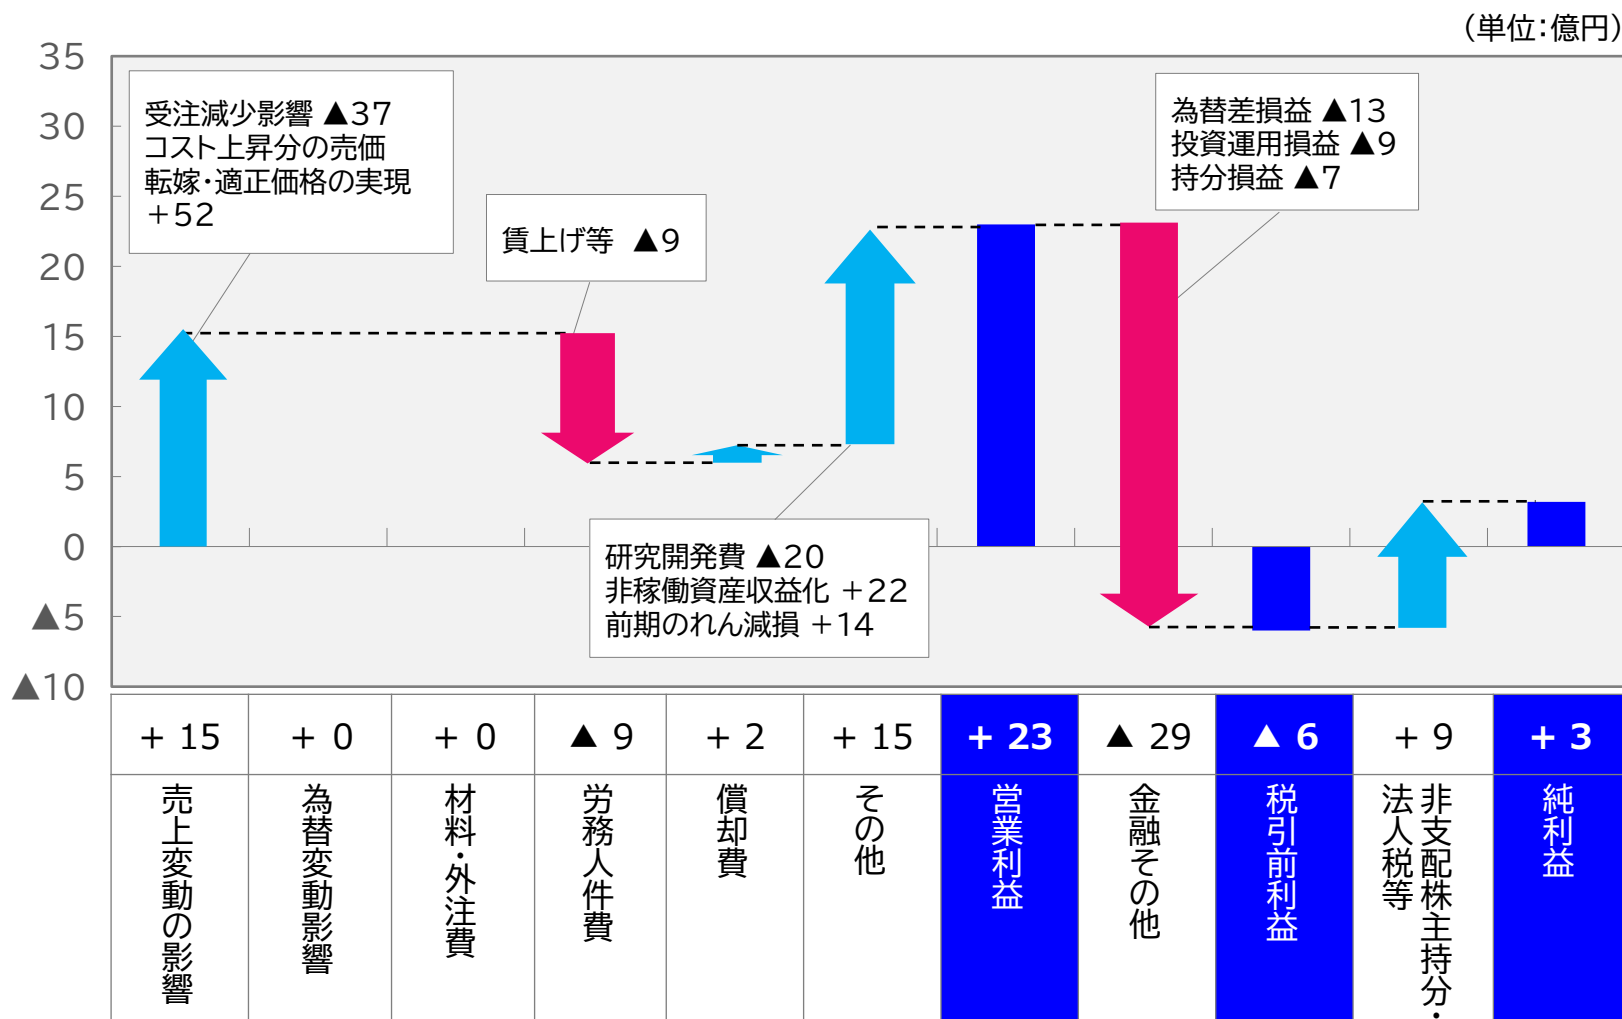 (単位:億円)
35
30
25
20
15
10
5
0
▲5
▲10
受注減少影響 ▲37
コスト上昇分の売価
転嫁・適正価格の実現
+52
賃上げ等 ▲9
研究開発費 ▲20
非稼働資産収益化 +22
前期のれん減損 +14
為替差損益 ▲13
投資運用損益 ▲9
持分損益 ▲7
+ 15
+ 0
+ 0
▲ 9
+ 2
+ 15
+ 23
▲ 29
▲ 6
+ 9
+ 3
売上変動の影響
為替変動影響
材料・外注費
労務人件費
償却費
その他
営業利益
金融その他
税引前利益
非支配株主持分・
法人税等
純利益